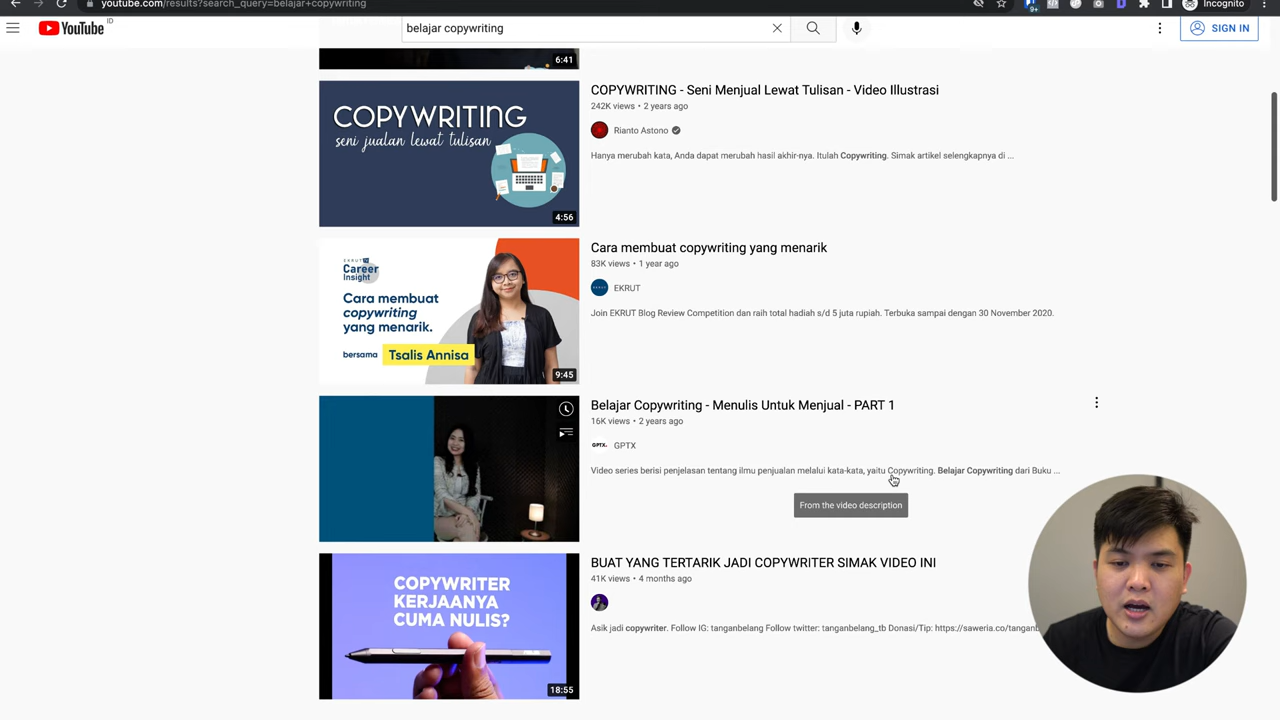 youtube.com/results?search_query=belajar+copywriting
Incognito
YouTube ID
belajar copywriting
SIGN IN
6:41
COPYWRITING
seni jualan lewat tulisan
4:56
COPYWRITING - Seni Menjual Lewat Tulisan - Video Illustrasi
242K views • 2 years ago
Rianto Astono
Hanya merubah kata, Anda dapat merubah hasil akhir-nya. Itulah Copywriting. Simak artikel selengkapnya di ...
EKRUT
Career
Insight
Cara membuat
copywriting
yang menarik.
bersama Tsalis Annisa
9:45
Cara membuat copywriting yang menarik
83K views • 1 year ago
EKRUT
Join EKRUT Blog Review Competition dan raih total hadiah s/d 5 juta rupiah. Terbuka sampai dengan 30 November 2020.
Belajar Copywriting - Menulis Untuk Menjual - PART 1
16K views • 2 years ago
GPTX. GPTX
Video series berisi penjelasan tentang ilmu penjualan melalui kata-kata, yaitu Copywriting. Belajar Copywriting dari Buku ...
From the video description
COPYWRITER
KERJAANYA
CUMA NULIS?
18:55
BUAT YANG TERTARIK JADI COPYWRITER SIMAK VIDEO INI
41K views • 4 months ago
Asik jadi copywriter. Follow IG: tanganbelang Follow twitter: tanganbelang_tb Donasi/Tip: https://saweria.co/tanganb